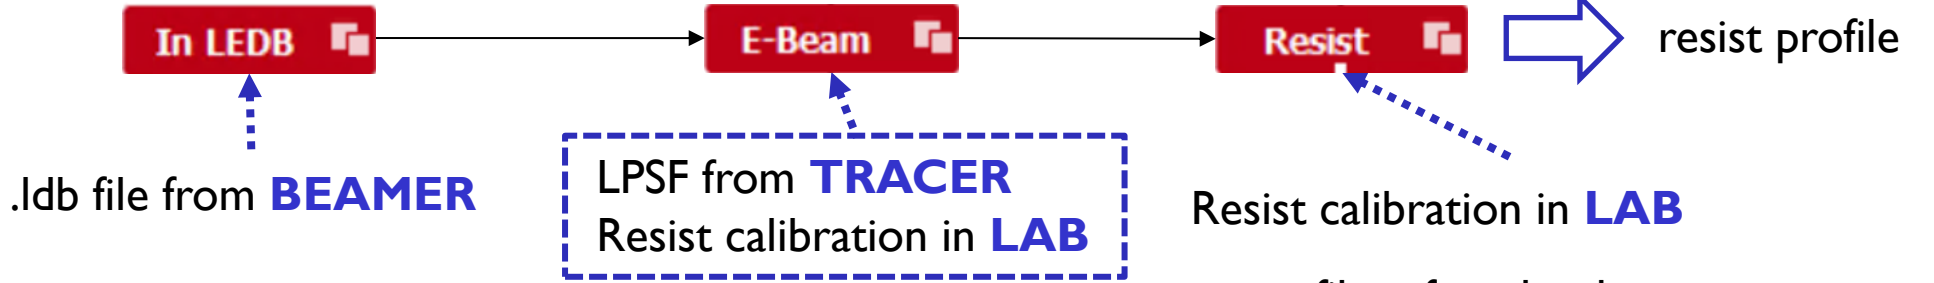 In LEDB
E-Beam
Resist
resist profile
.ldb file from BEAMER
LPSF from TRACER
Resist calibration in LAB
Resist calibration in LAB